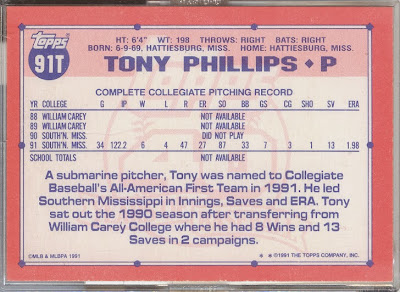 Topps
91T
HT: 6'4" WT: 198 THROWS: RIGHT BATS: RIGHT
BORN: 6-9-69, HATTIESBURG, MISS. HOME: HATTIESBURG, MISS.
TONY PHILLIPS ◆ P
COMPLETE COLLEGIATE PITCHING RECORD
YR COLLEGE G IP W L R ER SO BB GS CG SHO SV ERA
88 WILLIAM CAREY NOT AVAILABLE
89 WILLIAM CAREY NOT AVAILABLE
90 SOUTH'N. MISS. DID NOT PLAY
91 SOUTH'N. MISS. 34 122.2 6 4 47 27 87 33 7 3 1 13 1.98
SCHOOL TOTALS NOT AVAILABLE
A submarine pitcher, Tony was named to Collegiate
Baseball's All-American First Team in 1991. He led
Southern Mississippi in Innings, Saves and ERA. Tony
sat out the 1990 season after transferring from
William Carey College where he had 8 Wins and 13
Saves in 2 campaigns.
©MLB & MLBPA 1991 ©1991 THE TOPPS COMPANY, INC.